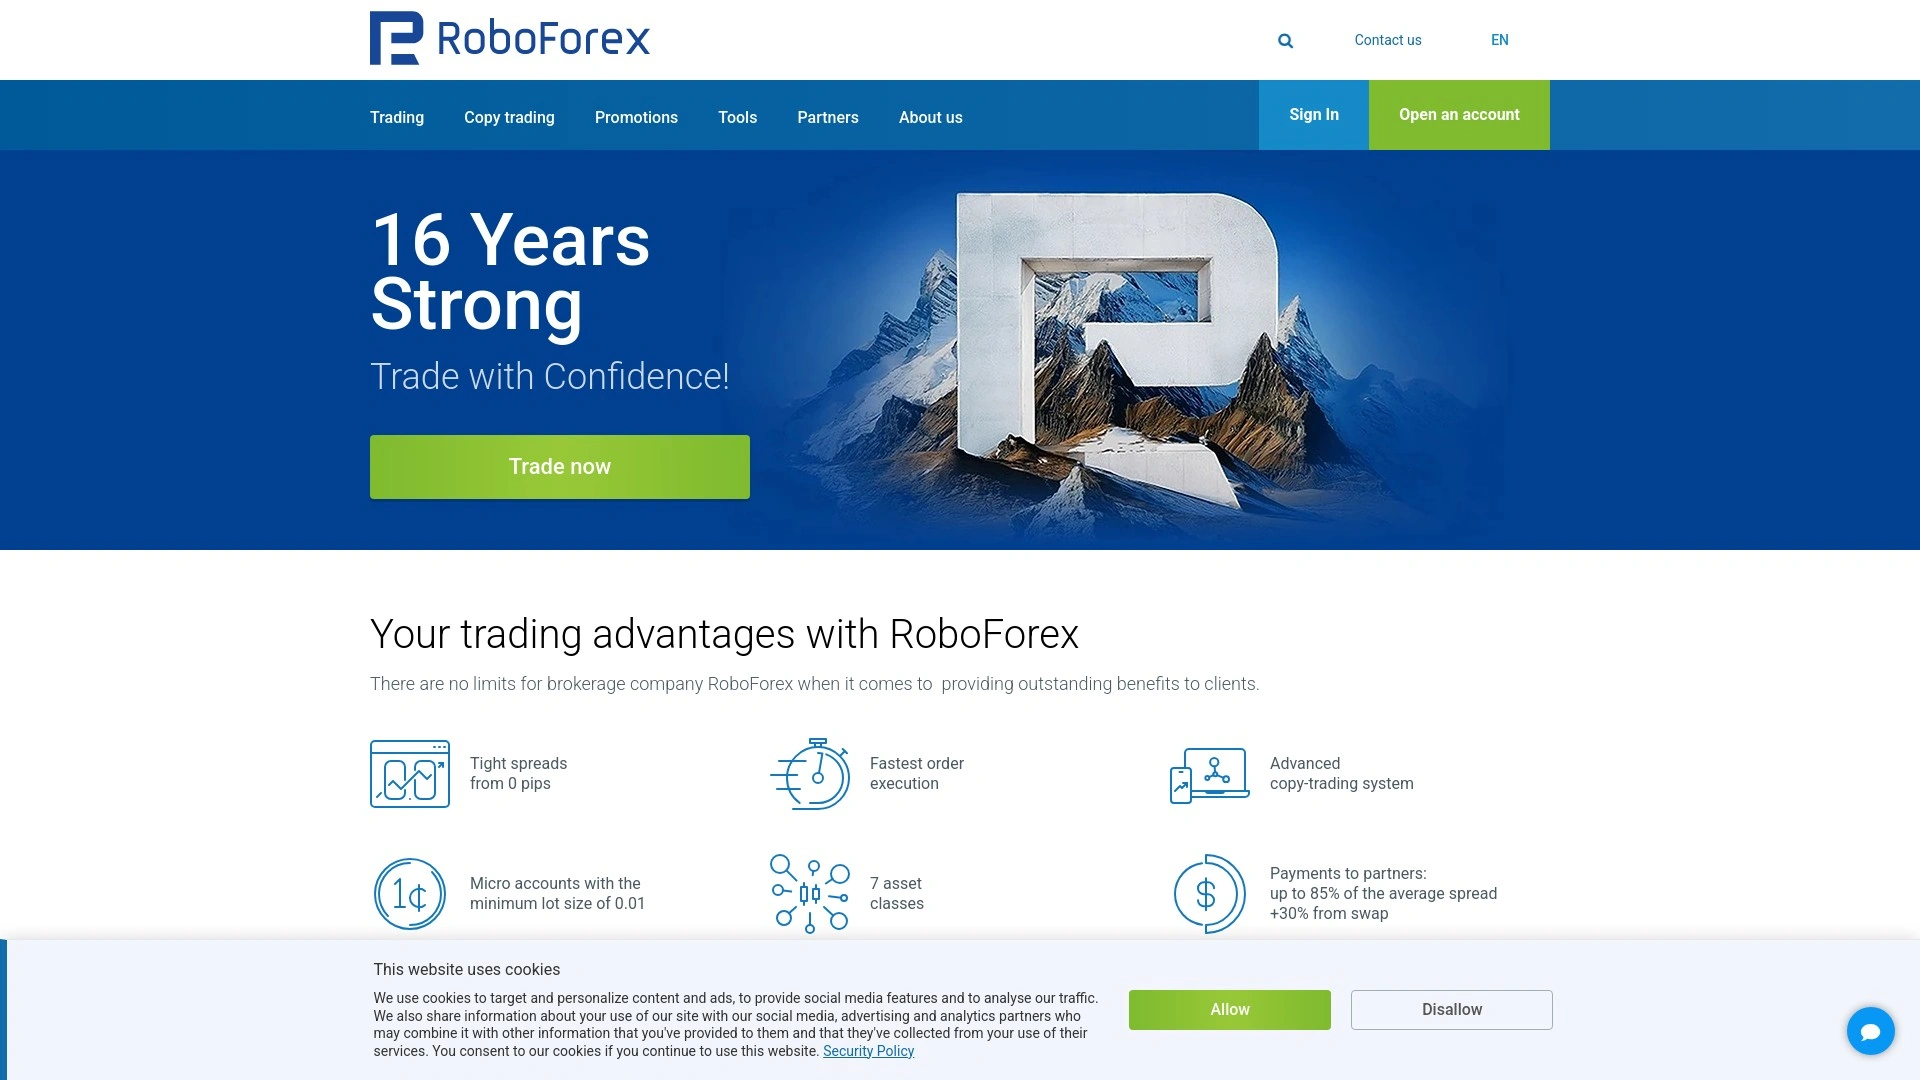 RoboForex
Contact us
EN
Trading
Copy trading
Promotions
Tools
Partners
About us
Sign In
Open an account
16 Years
Strong
Trade with Confidence!
Trade now
Your trading advantages with RoboForex
There are no limits for brokerage company RoboForex when it comes to  providing outstanding benefits to clients.
Tight spreads
from 0 pips
Fastest order
execution
Advanced
copy-trading system
1¢
Micro accounts with the
minimum lot size of 0.01
7 asset
classes
$
Payments to partners:
up to 85% of the average spread
+30% from swap
This website uses cookies
We use cookies to target and personalize content and ads, to provide social media features and to analyse our traffic.
We also share information about your use of our site with our social media, advertising and analytics partners who
may combine it with other information that you've provided to them and that they've collected from your use of their
services. You consent to our cookies if you continue to use this website. Security Policy
Allow
Disallow